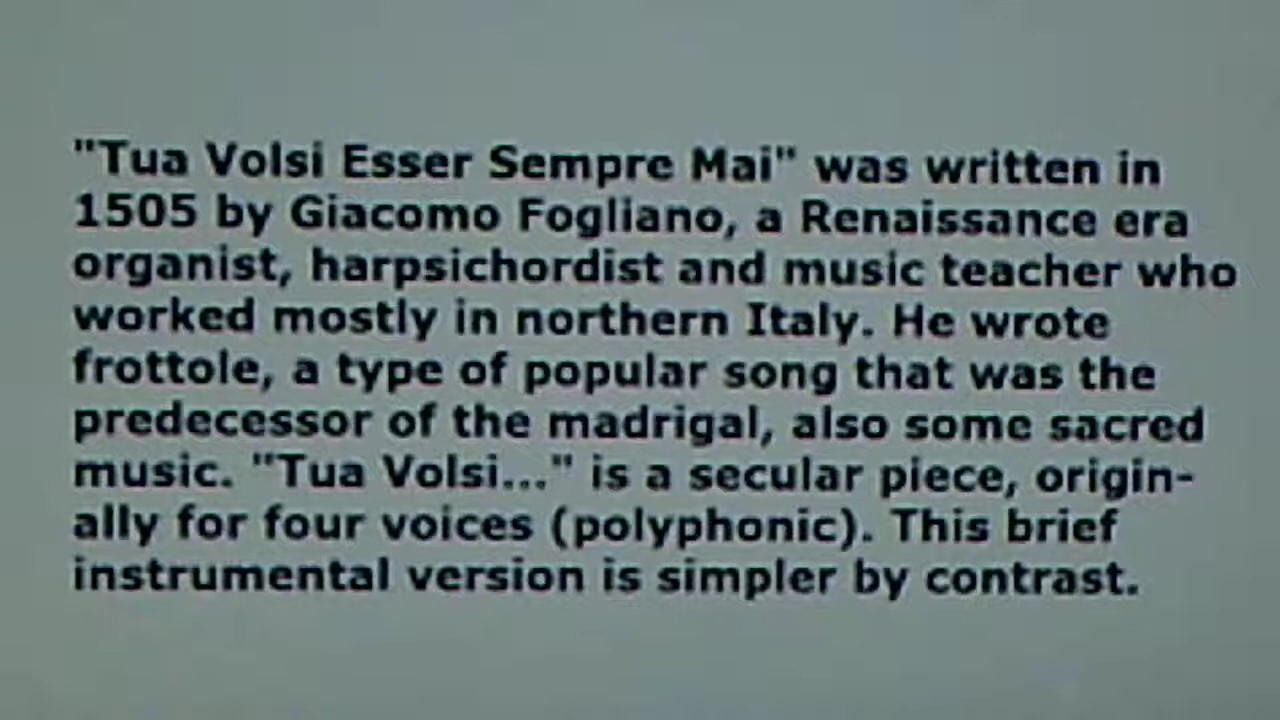 "Tua Volsi Esser Sempre Mai" was written in
1505 by Giacomo Fogliano, a Renaissance era
organist, harpsichordist and music teacher who
worked mostly in northern Italy. He wrote
frottole, a type of popular song that was the
predecessor of the madrigal, also some sacred
music. "Tua Volsi..." is a secular piece, origin-
ally for four voices (polyphonic). This brief
instrumental version is simpler by contrast.